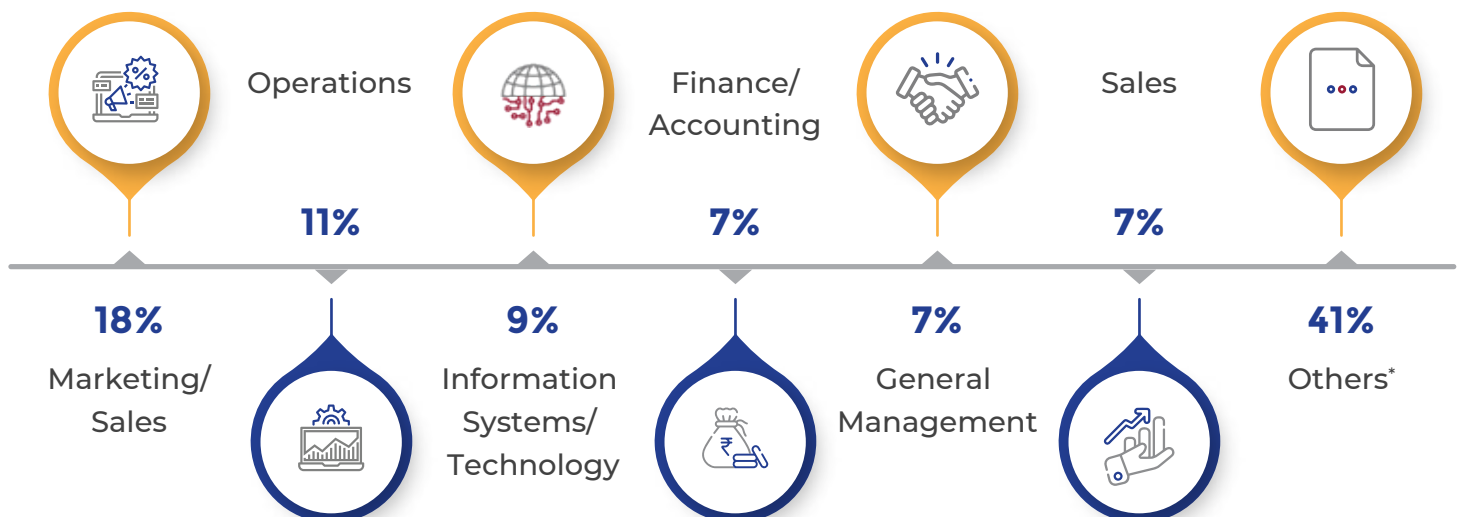 Operations
11%
Finance/
Accounting
7%
Sales
7%
18%
Marketing/
Sales
9%
Information
Systems/
Technology
₹
7%
General
Management
41%
Others*
%